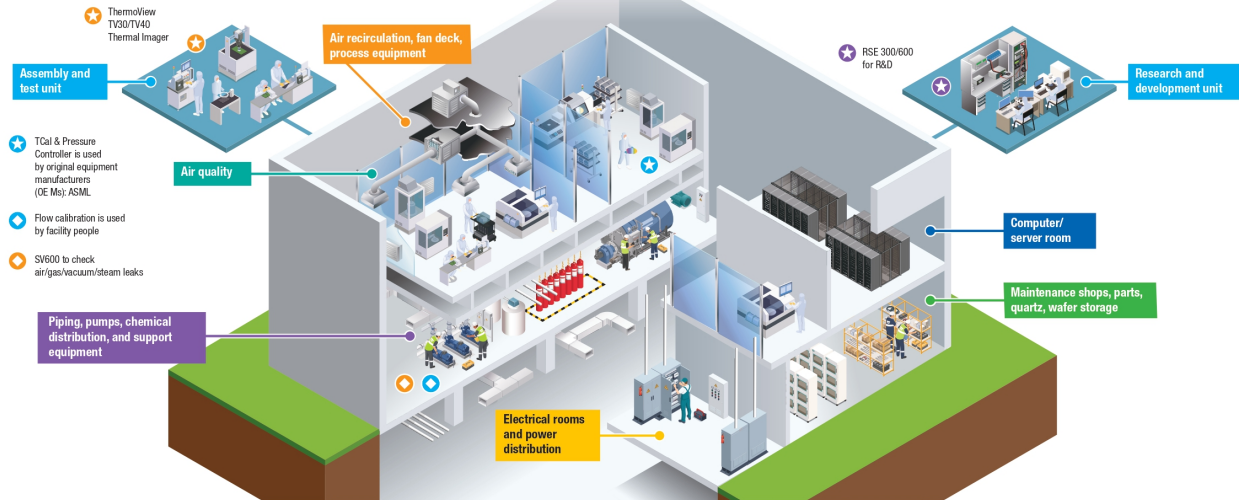 ThermoView
TV30/TV40
Thermal Imager
Assembly and
test unit
Air recirculation, fan deck,
process equipment
RSE 300/600
for R&D
Research and
development unit
TCal & Pressure
Controller is used
by original equipment
manufacturers
(OE Ms): ASML
Air quality
Flow calibration is used
by facility people
SV600 to check
air/gas/vacuum/steam leaks
Computer/
server room
Maintenance shops, parts,
quartz, wafer storage
Piping, pumps, chemical
distribution, and support
equipment
Electrical rooms
and power
distribution